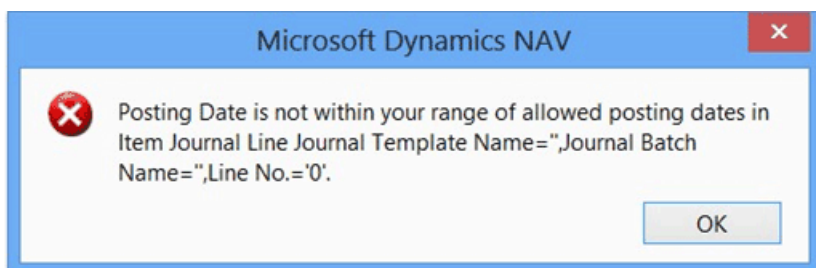 Microsoft Dynamics NAV
Posting Date is not within your range of allowed posting dates in
Item Journal Line Journal Template Name='',Journal Batch
Name='',Line No.='0'.
OK